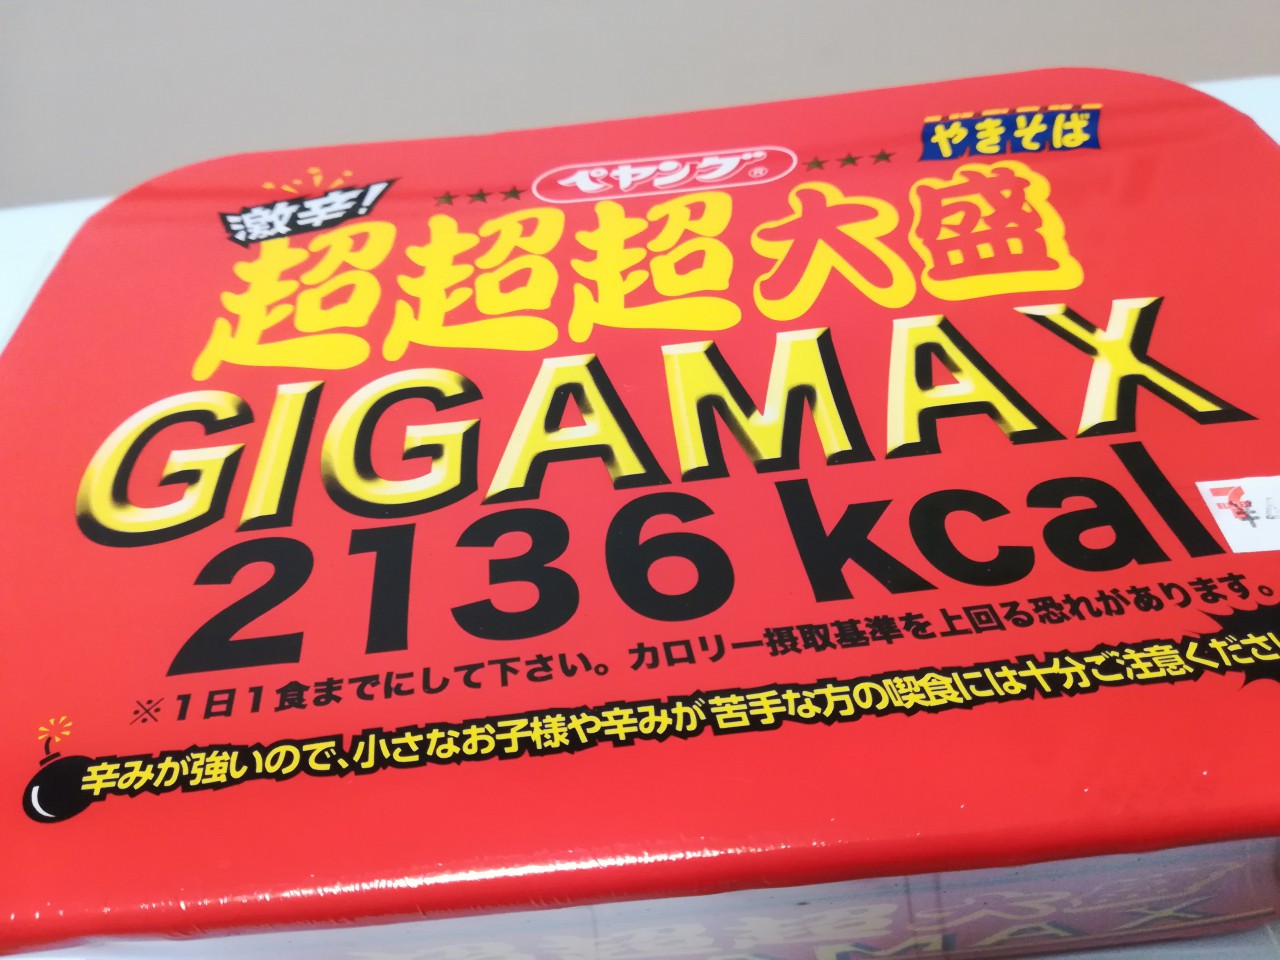 ペヤング®
やきそば
激辛!
超超超大盛
GIGAMAX
2136 kcal
※1日1食までにして下さい。カロリー摂取基準を上回る恐れがあります。
辛みが強いので、小さなお子様や辛みが苦手な方の喫食には十分ご注意くださ